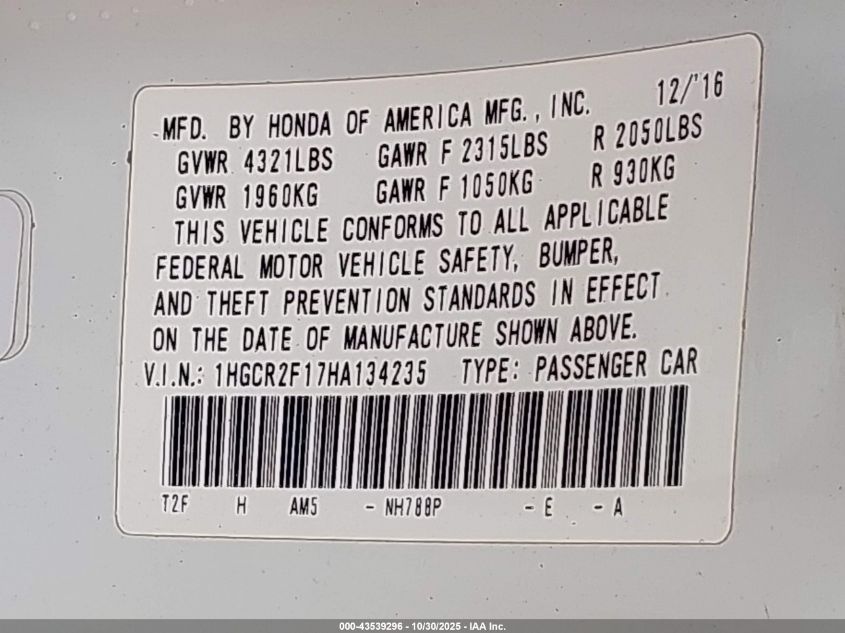 MFD. BY HONDA OF AMERICA MFG., INC. 12/'16
GVWR 4321LBS GAWR F 2315LBS R 2050LBS
GVWR 1960KG GAWR F 1050KG R 930KG
THIS VEHICLE CONFORMS TO ALL APPLICABLE
FEDERAL MOTOR VEHICLE SAFETY, BUMPER,
AND THEFT PREVENTION STANDARDS IN EFFECT
ON THE DATE OF MANUFACTURE SHOWN ABOVE.
V.I.N.: 1HGCR2F17HA134235 TYPE: PASSENGER CAR
T2F H AM5 - NH788P - E - A
000-43539296 - 10/30/2025 - IAA Inc.